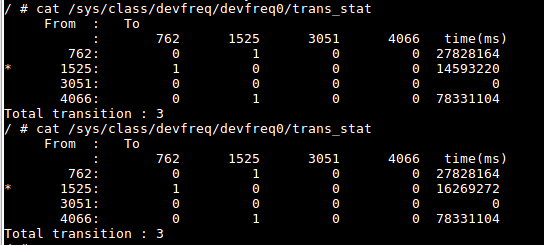 / # cat /sys/class/devfreq/devfreq0/trans_stat
     From  :   To
           :       762      1525      3051      4066   time(ms)
       762:         0         1         0         0  27828164
*     1525:         1         0         0         0  14593220
      3051:         0         0         0         0         0
      4066:         0         1         0         0  78331104
Total transition : 3
/ # cat /sys/class/devfreq/devfreq0/trans_stat
     From  :   To
           :       762      1525      3051      4066   time(ms)
       762:         0         1         0         0  27828164
*     1525:         1         0         0         0  16269272
      3051:         0         0         0         0         0
      4066:         0         1         0         0  78331104
Total transition : 3